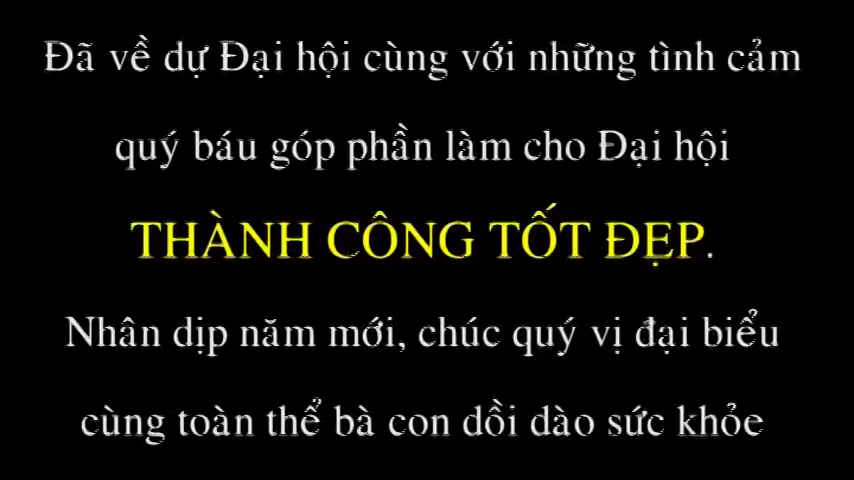 Đã về dự Đại hội cùng với những tình cảm
quý báu góp phần làm cho Đại hội
THÀNH CÔNG TỐT ĐẸP.
Nhân dịp năm mới, chúc quý vị đại biểu
cùng toàn thể bà con dồi dào sức khỏe